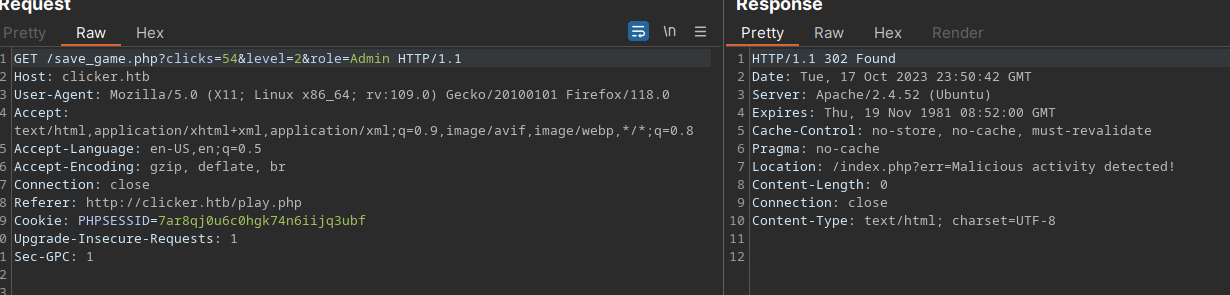 Request
Pretty Raw Hex \n
1 GET /save_game.php?clicks=54&level=2&role=Admin HTTP/1.1
2 Host: clicker.htb
3 User-Agent: Mozilla/5.0 (X11; Linux x86_64; rv:109.0) Gecko/20100101 Firefox/118.0
4 Accept:
text/html,application/xhtml+xml,application/xml;q=0.9,image/avif,image/webp,*/*;q=0.8
5 Accept-Language: en-US,en;q=0.5
6 Accept-Encoding: gzip, deflate, br
7 Connection: close
8 Referer: http://clicker.htb/play.php
9 Cookie: PHPSESSID=7ar8qj0u6c0hgk74n6iijq3ubf
0 Upgrade-Insecure-Requests: 1
1 Sec-GPC: 1
2
3
Response
Pretty Raw Hex Render
1 HTTP/1.1 302 Found
2 Date: Tue, 17 Oct 2023 23:50:42 GMT
3 Server: Apache/2.4.52 (Ubuntu)
4 Expires: Thu, 19 Nov 1981 08:52:00 GMT
5 Cache-Control: no-store, no-cache, must-revalidate
6 Pragma: no-cache
7 Location: /index.php?err=Malicious activity detected!
8 Content-Length: 0
9 Connection: close
10 Content-Type: text/html; charset=UTF-8
11
12